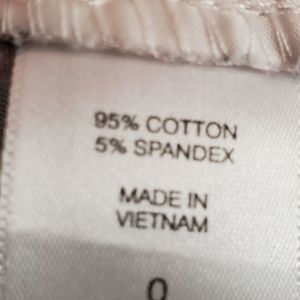 95% COTTON
5% SPANDEX
MADE IN
VIETNAM
0